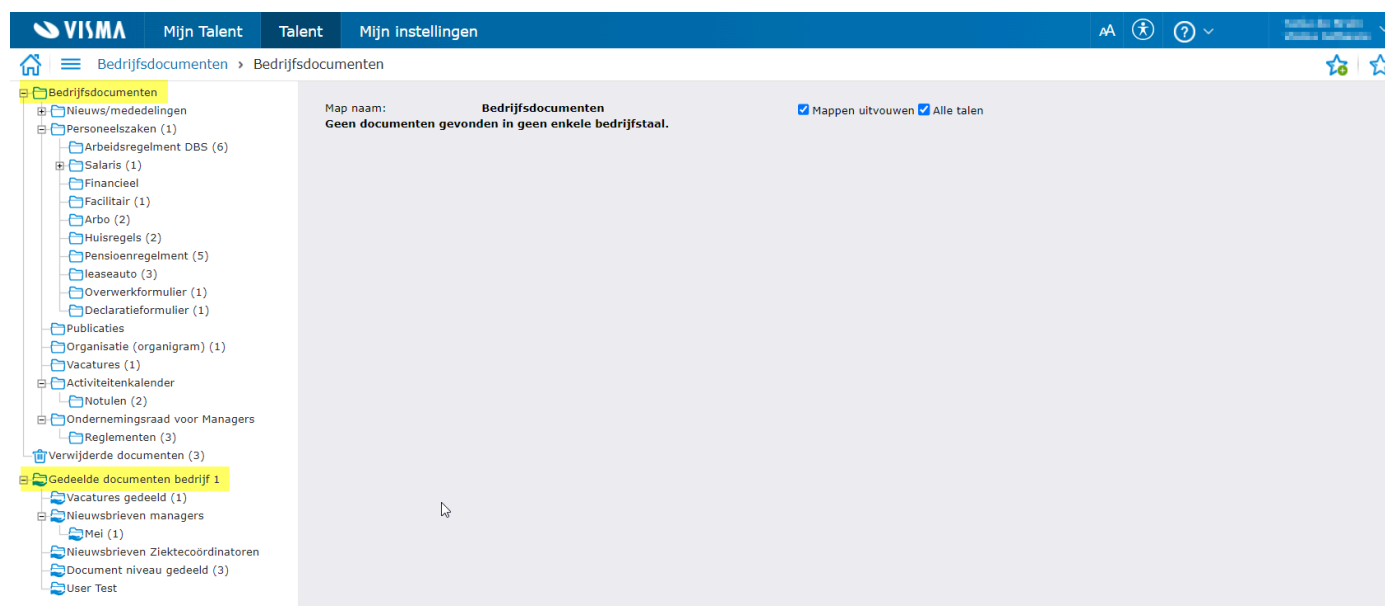 VISMA Mijn Talent Talent Mijn instellingen AA
Bedrijfsdocumenten › Bedrijfsdocumenten
Bedrijfsdocumenten
Nieuws/mededelingen
Personeelszaken (1)
Arbeidsregelment DBS (6)
Salaris (1)
Financieel
Facilitair (1)
Arbo (2)
Huisregels (2)
Pensioenregelment (5)
leaseauto (3)
Overwerkformulier (1)
Declaratieformulier (1)
Publicaties
Organisatie (organigram) (1)
Vacatures (1)
Activiteitenkalender
Notulen (2)
Ondernemingsraad voor Managers
Reglementen (3)
Verwijderde documenten (3)
Gedeelde documenten bedrijf 1
Vacatures gedeeld (1)
Nieuwsbrieven managers
Mei (1)
Nieuwsbrieven Ziektecoördinatoren
Document niveau gedeeld (3)
User Test
Map naam: Bedrijfsdocumenten
Mappen uitvouwen Alle talen
Geen documenten gevonden in geen enkele bedrijfstaal.